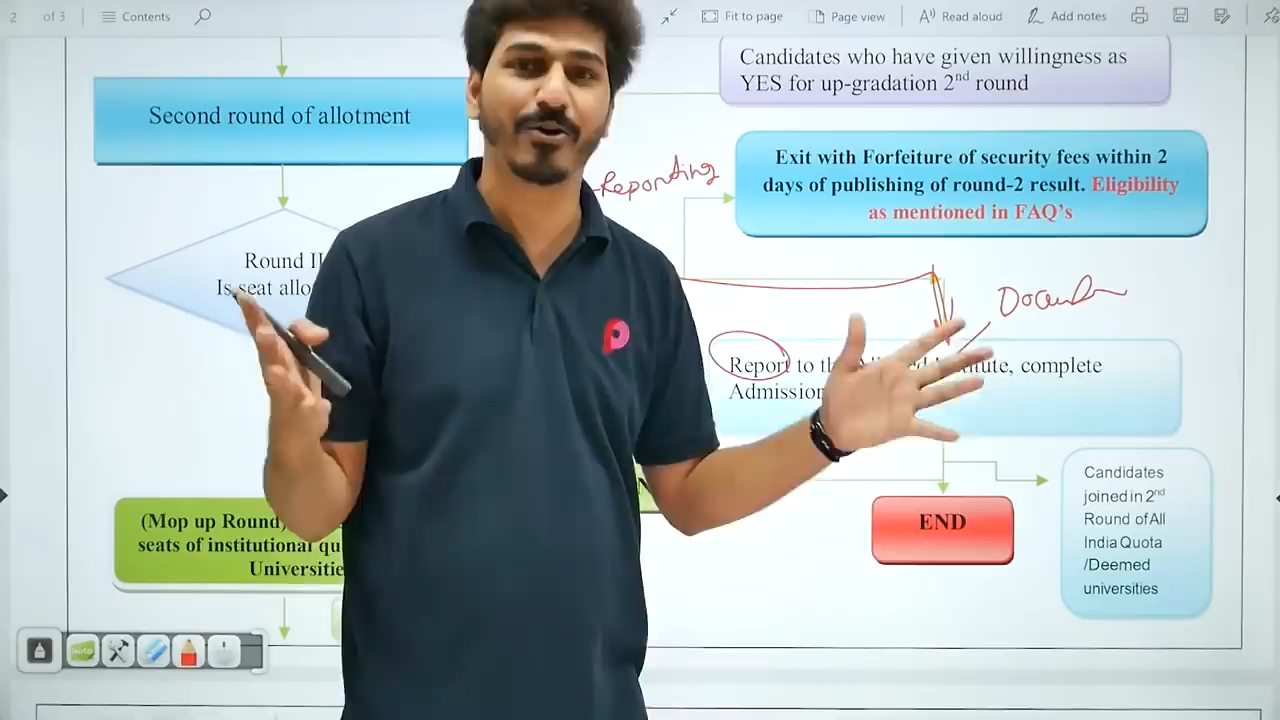 2 of 3 Contents Fit to page Page view Read aloud Add notes
Candidates who have given willingness as
YES for up-gradation 2nd round
Second round of allotment
Reporting
Exit with Forfeiture of security fees within 2
days of publishing of round-2 result. Eligibility
as mentioned in FAQ's
Round II
Is seat allo
Report to
complete
Admission
(Mop up Round)
seats of institutional qu
Universitie
END
Candidates
joined in 2nd
Round of All
India Quota
/Deemed
universities
Auto